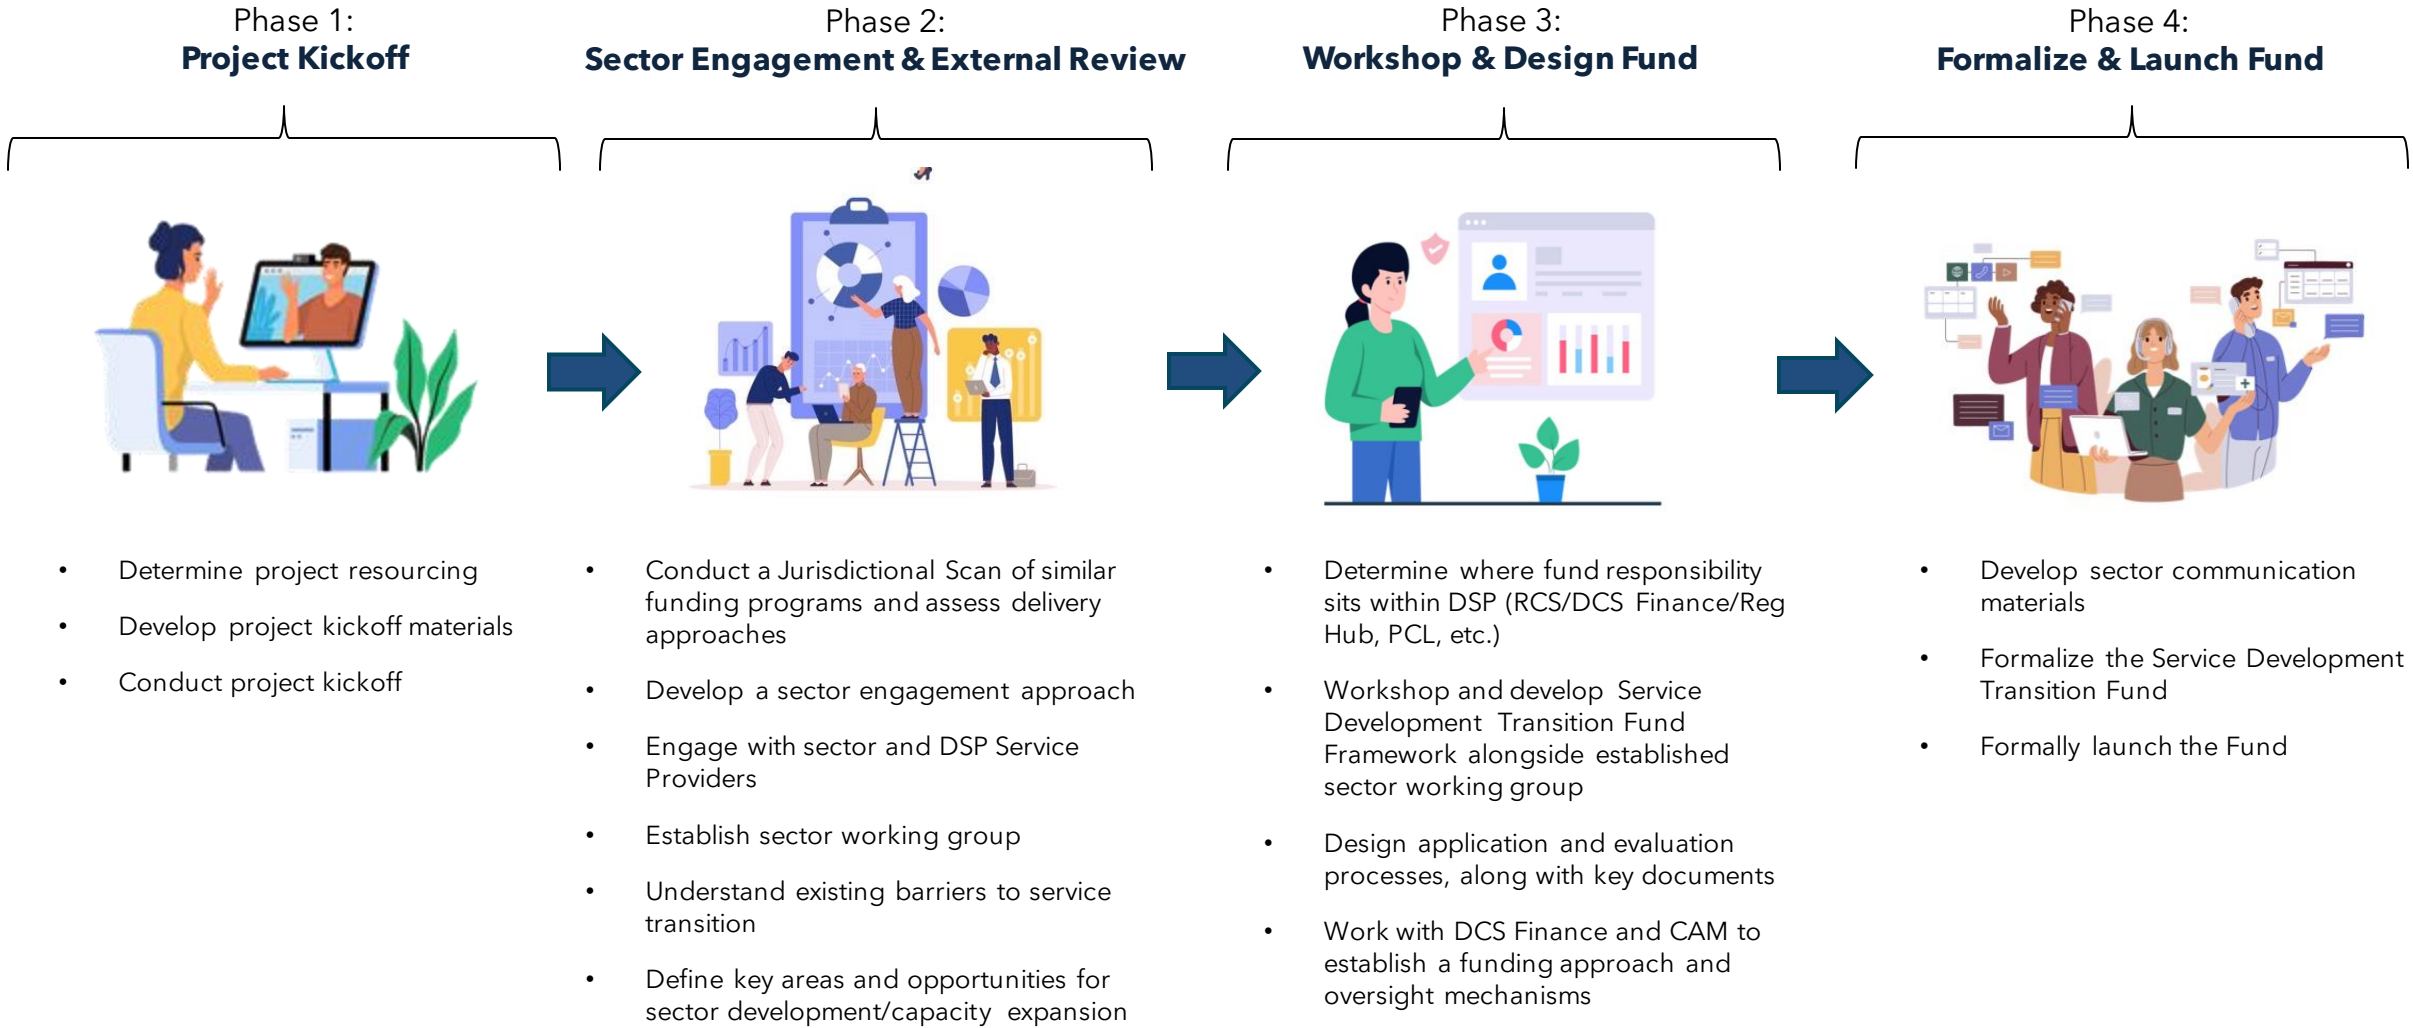 Phase 1:
Project Kickoff
• Determine project resourcing
• Develop project kickoff materials
• Conduct project kickoff
Phase 2:
Sector Engagement & External Review
• Conduct a Jurisdictional Scan of similar
funding programs and assess delivery
approaches
• Develop a sector engagement approach
• Engage with sector and DSP Service
Providers
• Establish sector working group
• Understand existing barriers to service
transition
• Define key areas and opportunities for
sector development/capacity expansion
Phase 3:
Workshop & Design Fund
• Determine where fund responsibility
sits within DSP (RCS/DCS Finance/Reg
Hub, PCL, etc.)
• Workshop and develop Service
Development Transition Fund
Framework alongside established
sector working group
• Design application and evaluation
processes, along with key documents
• Work with DCS Finance and CAM to
establish a funding approach and
oversight mechanisms
Phase 4:
Formalize & Launch Fund
• Develop sector communication
materials
• Formalize the Service Development
Transition Fund
• Formally launch the Fund